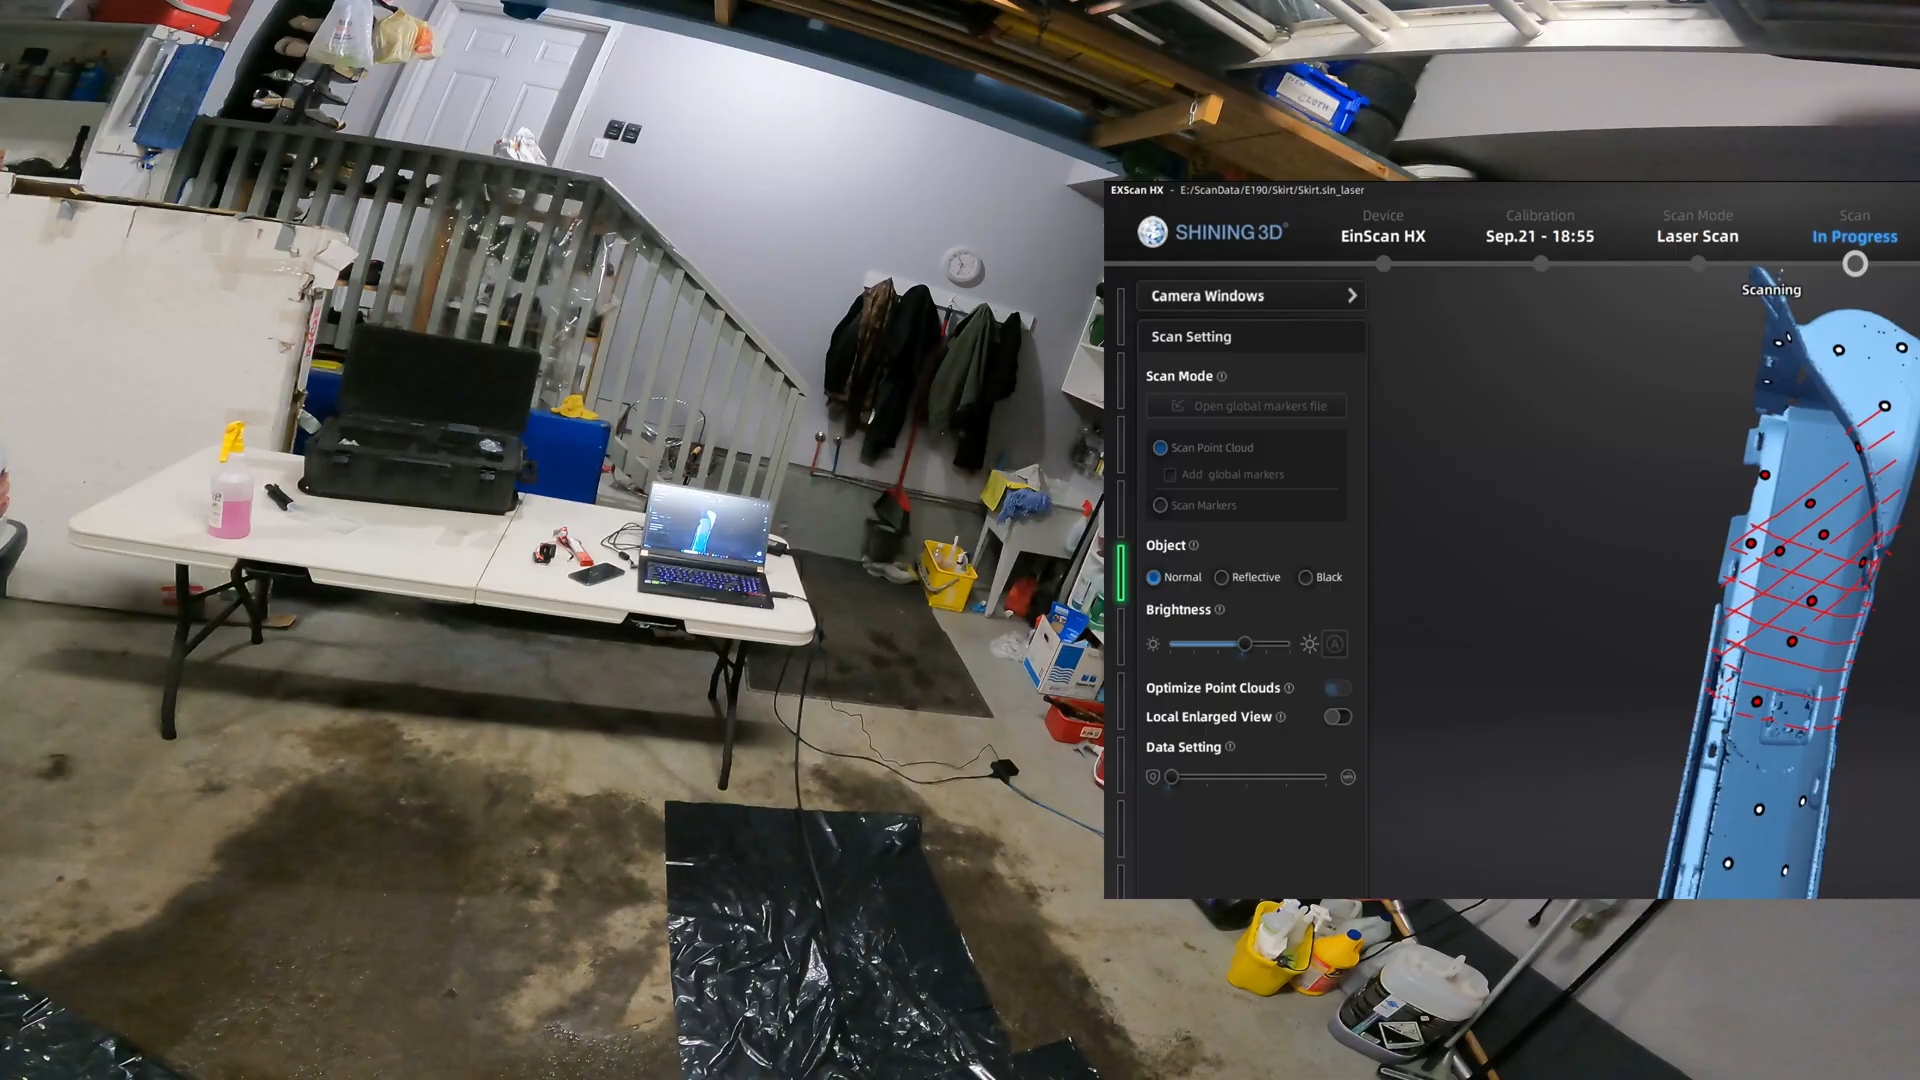 NEW
CLOTH
EXScan HX - E:/ScanData/E190/Skirt/Skirt.sln_laser
SHINING 3D®
Device
EinScan HX
Calibration
Sep.21 - 18:55
Scan Mode
Laser Scan
Scan
In Progress
Scanning
Camera Windows
Scan Setting
Scan Mode
Open global markers file
Scan Point Cloud
Add global markers
Scan Markers
Object
Normal
Reflective
Black
Brightness
A
Optimize Point Clouds
Local Enlarged View
Data Setting